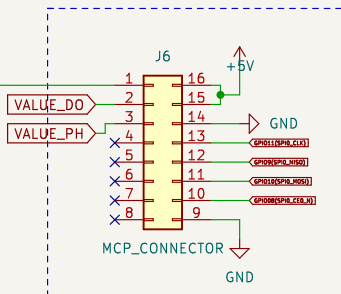 J6
+5V
1 16
VALUE_DO 2 15
3 14 GND
VALUE_PH
4 13 GPIO11(SPI0_CLK)
5 12 GPIO9(SPI0_MISO)
6 11 GPIO10(SPI0_MOSI)
7 10 GPIO08(SPI0_CE0_N)
8 9
MCP_CONNECTOR
GND